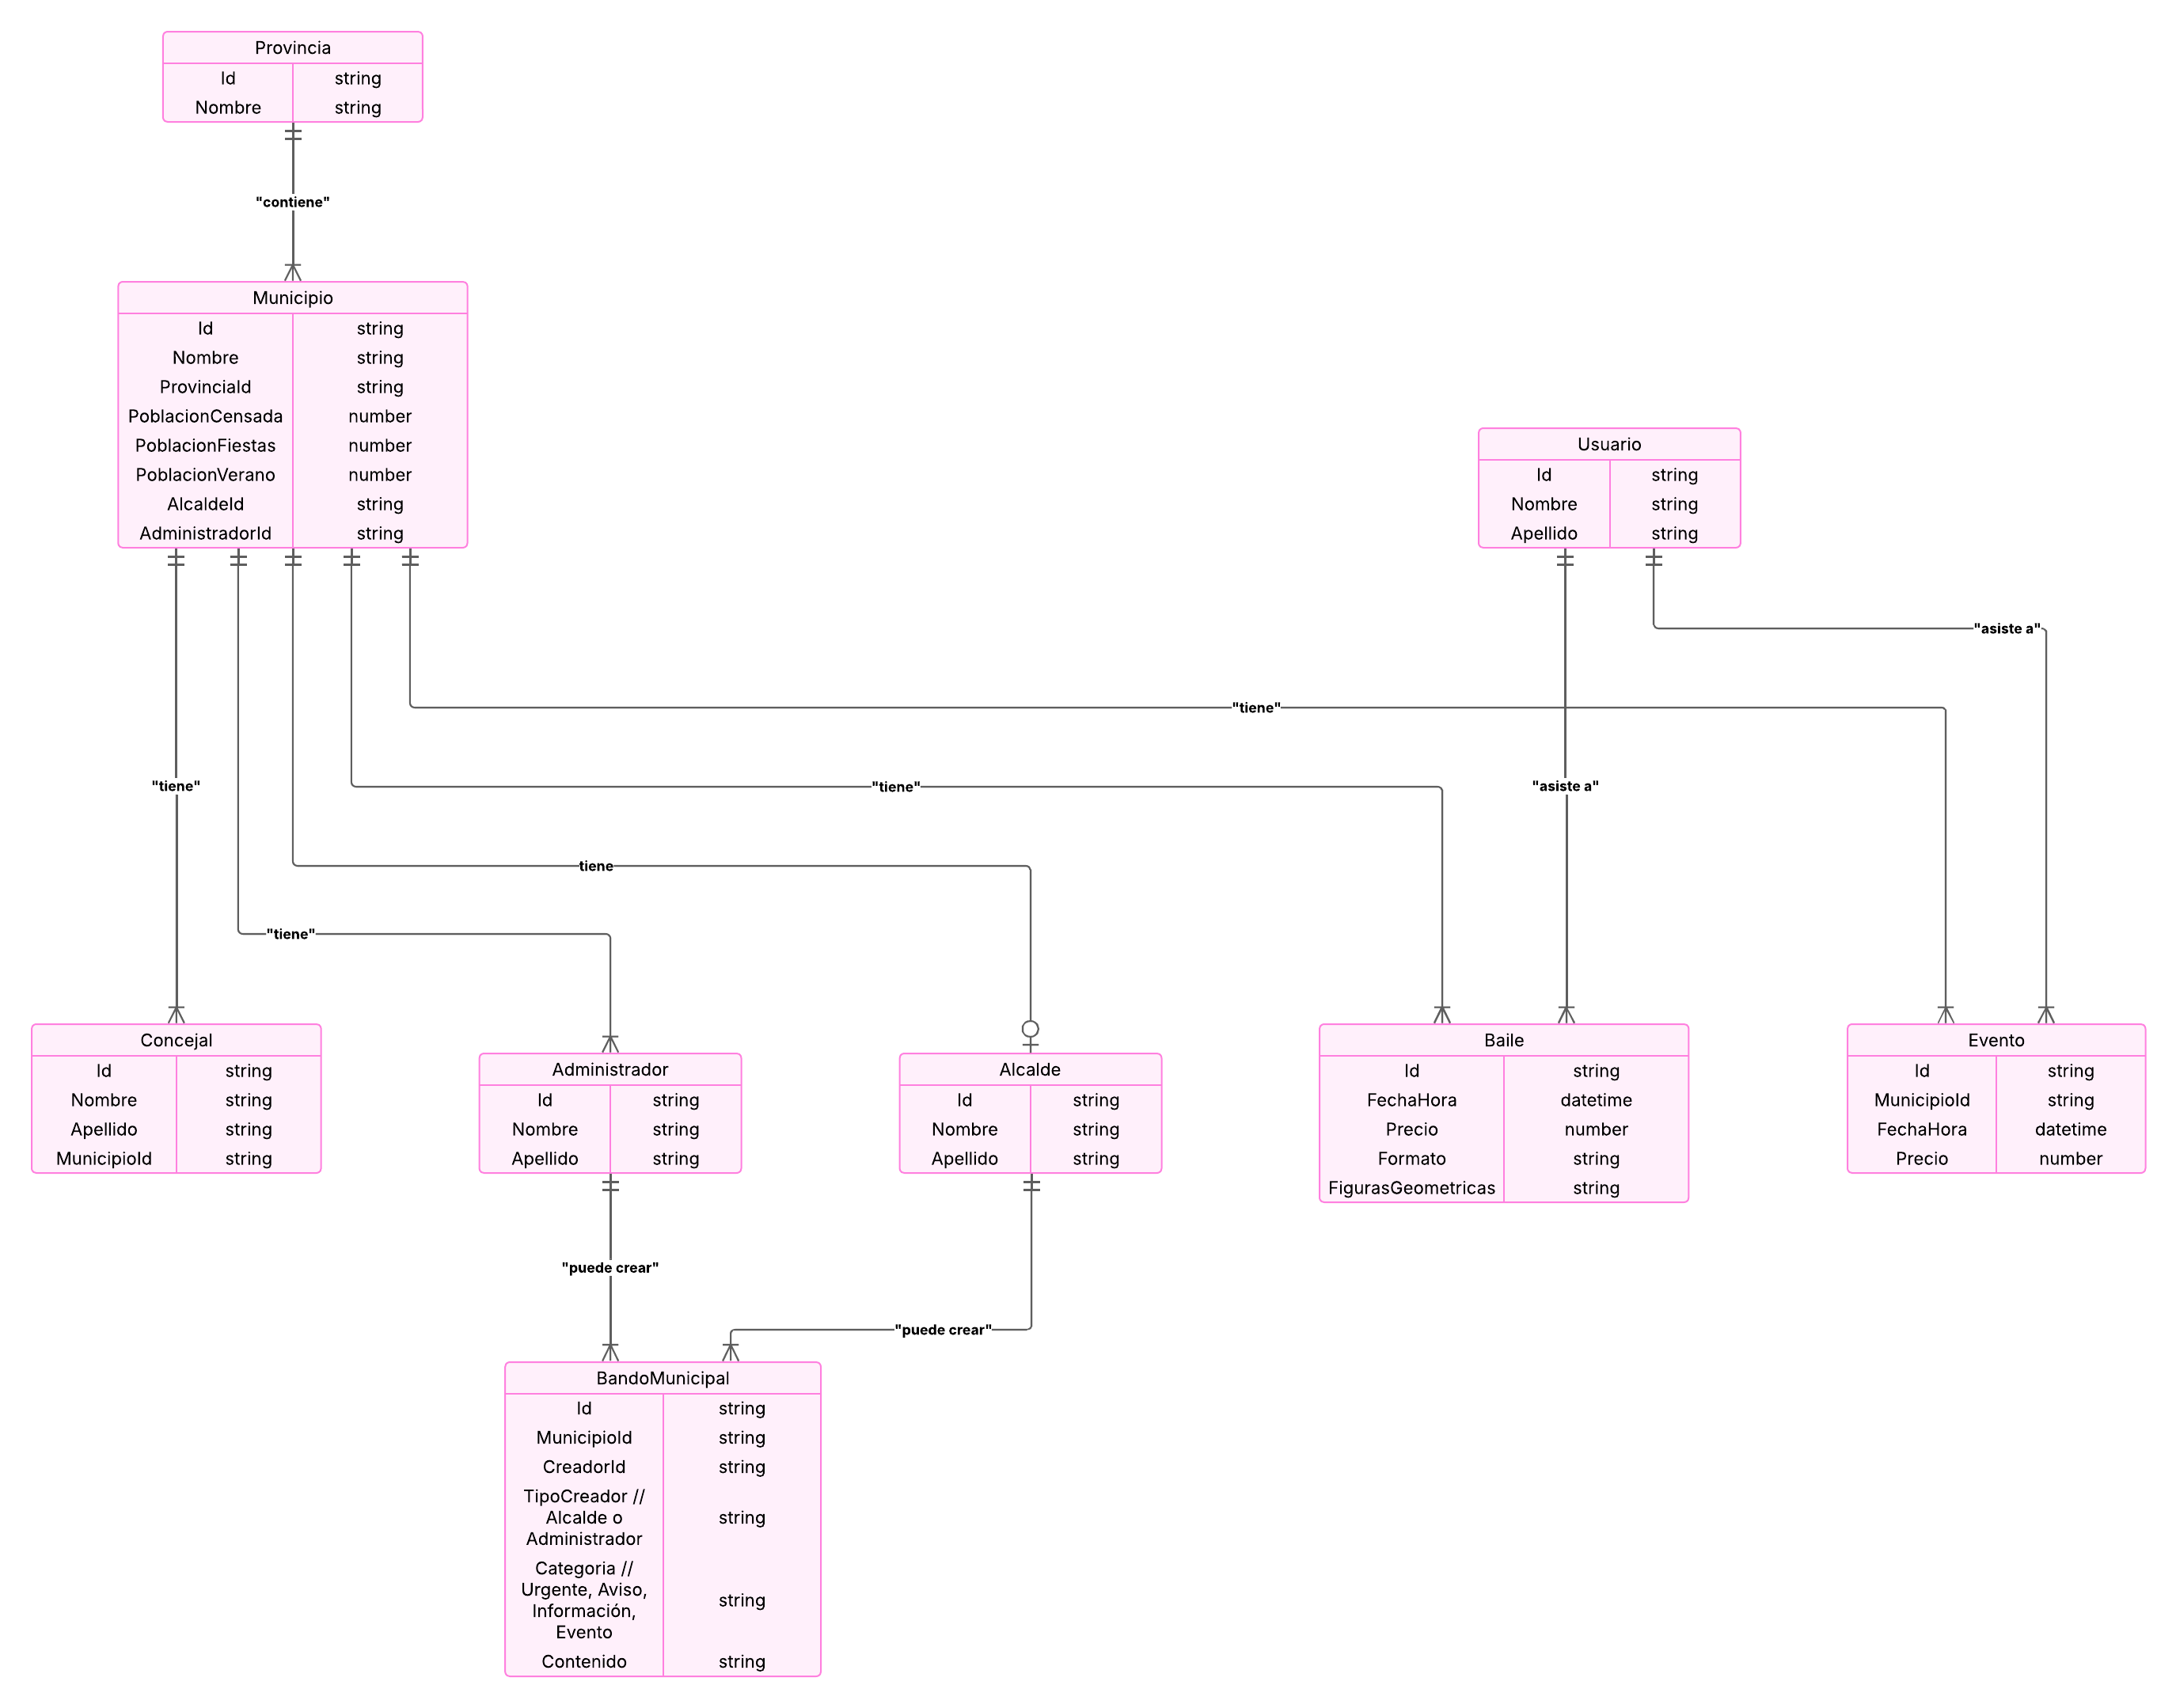 Provincia
Id string
Nombre string
"contiene"
Municipio
Id string
Nombre string
ProvinciaId string
PoblacionCensada number
PoblacionFiestas number
PoblacionVerano number
AlcaldeId string
AdministradorId string
Usuario
Id string
Nombre string
Apellido string
"asiste a"
"tiene"
"tiene"
"tiene"
"asiste a"
tiene
"tiene"
Concejal
Id string
Nombre string
Apellido string
MunicipioId string
Administrador
Id string
Nombre string
Apellido string
Alcalde
Id string
Nombre string
Apellido string
Baile
Id string
FechaHora datetime
Precio number
Formato string
FigurasGeometricas string
Evento
Id string
MunicipioId string
FechaHora datetime
Precio number
"puede crear"
"puede crear"
BandoMunicipal
Id string
MunicipioId string
CreadorId string
TipoCreador //
Alcalde o string
Administrador
Categoria //
Urgente, Aviso, string
Información,
Evento
Contenido string